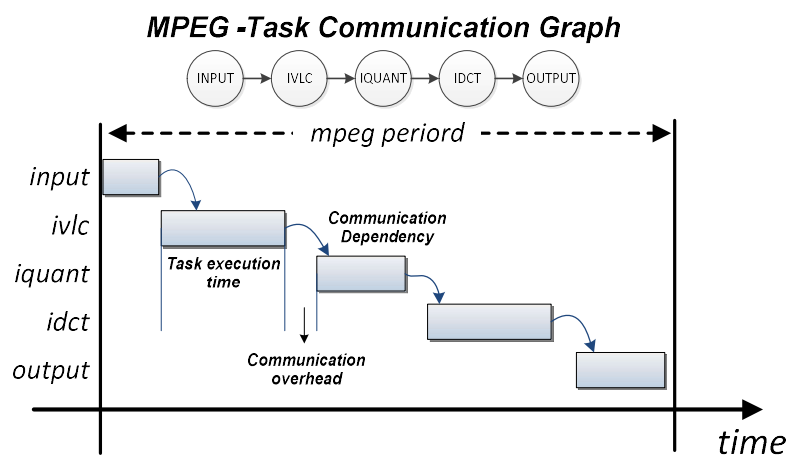 MPEG -Task Communication Graph
INPUT IVLC IQUANT IDCT OUTPUT
mpeg periord
input
ivlc
Communication
Dependency
Task execution
time
iquant
idct
Communication
overhead
output
time